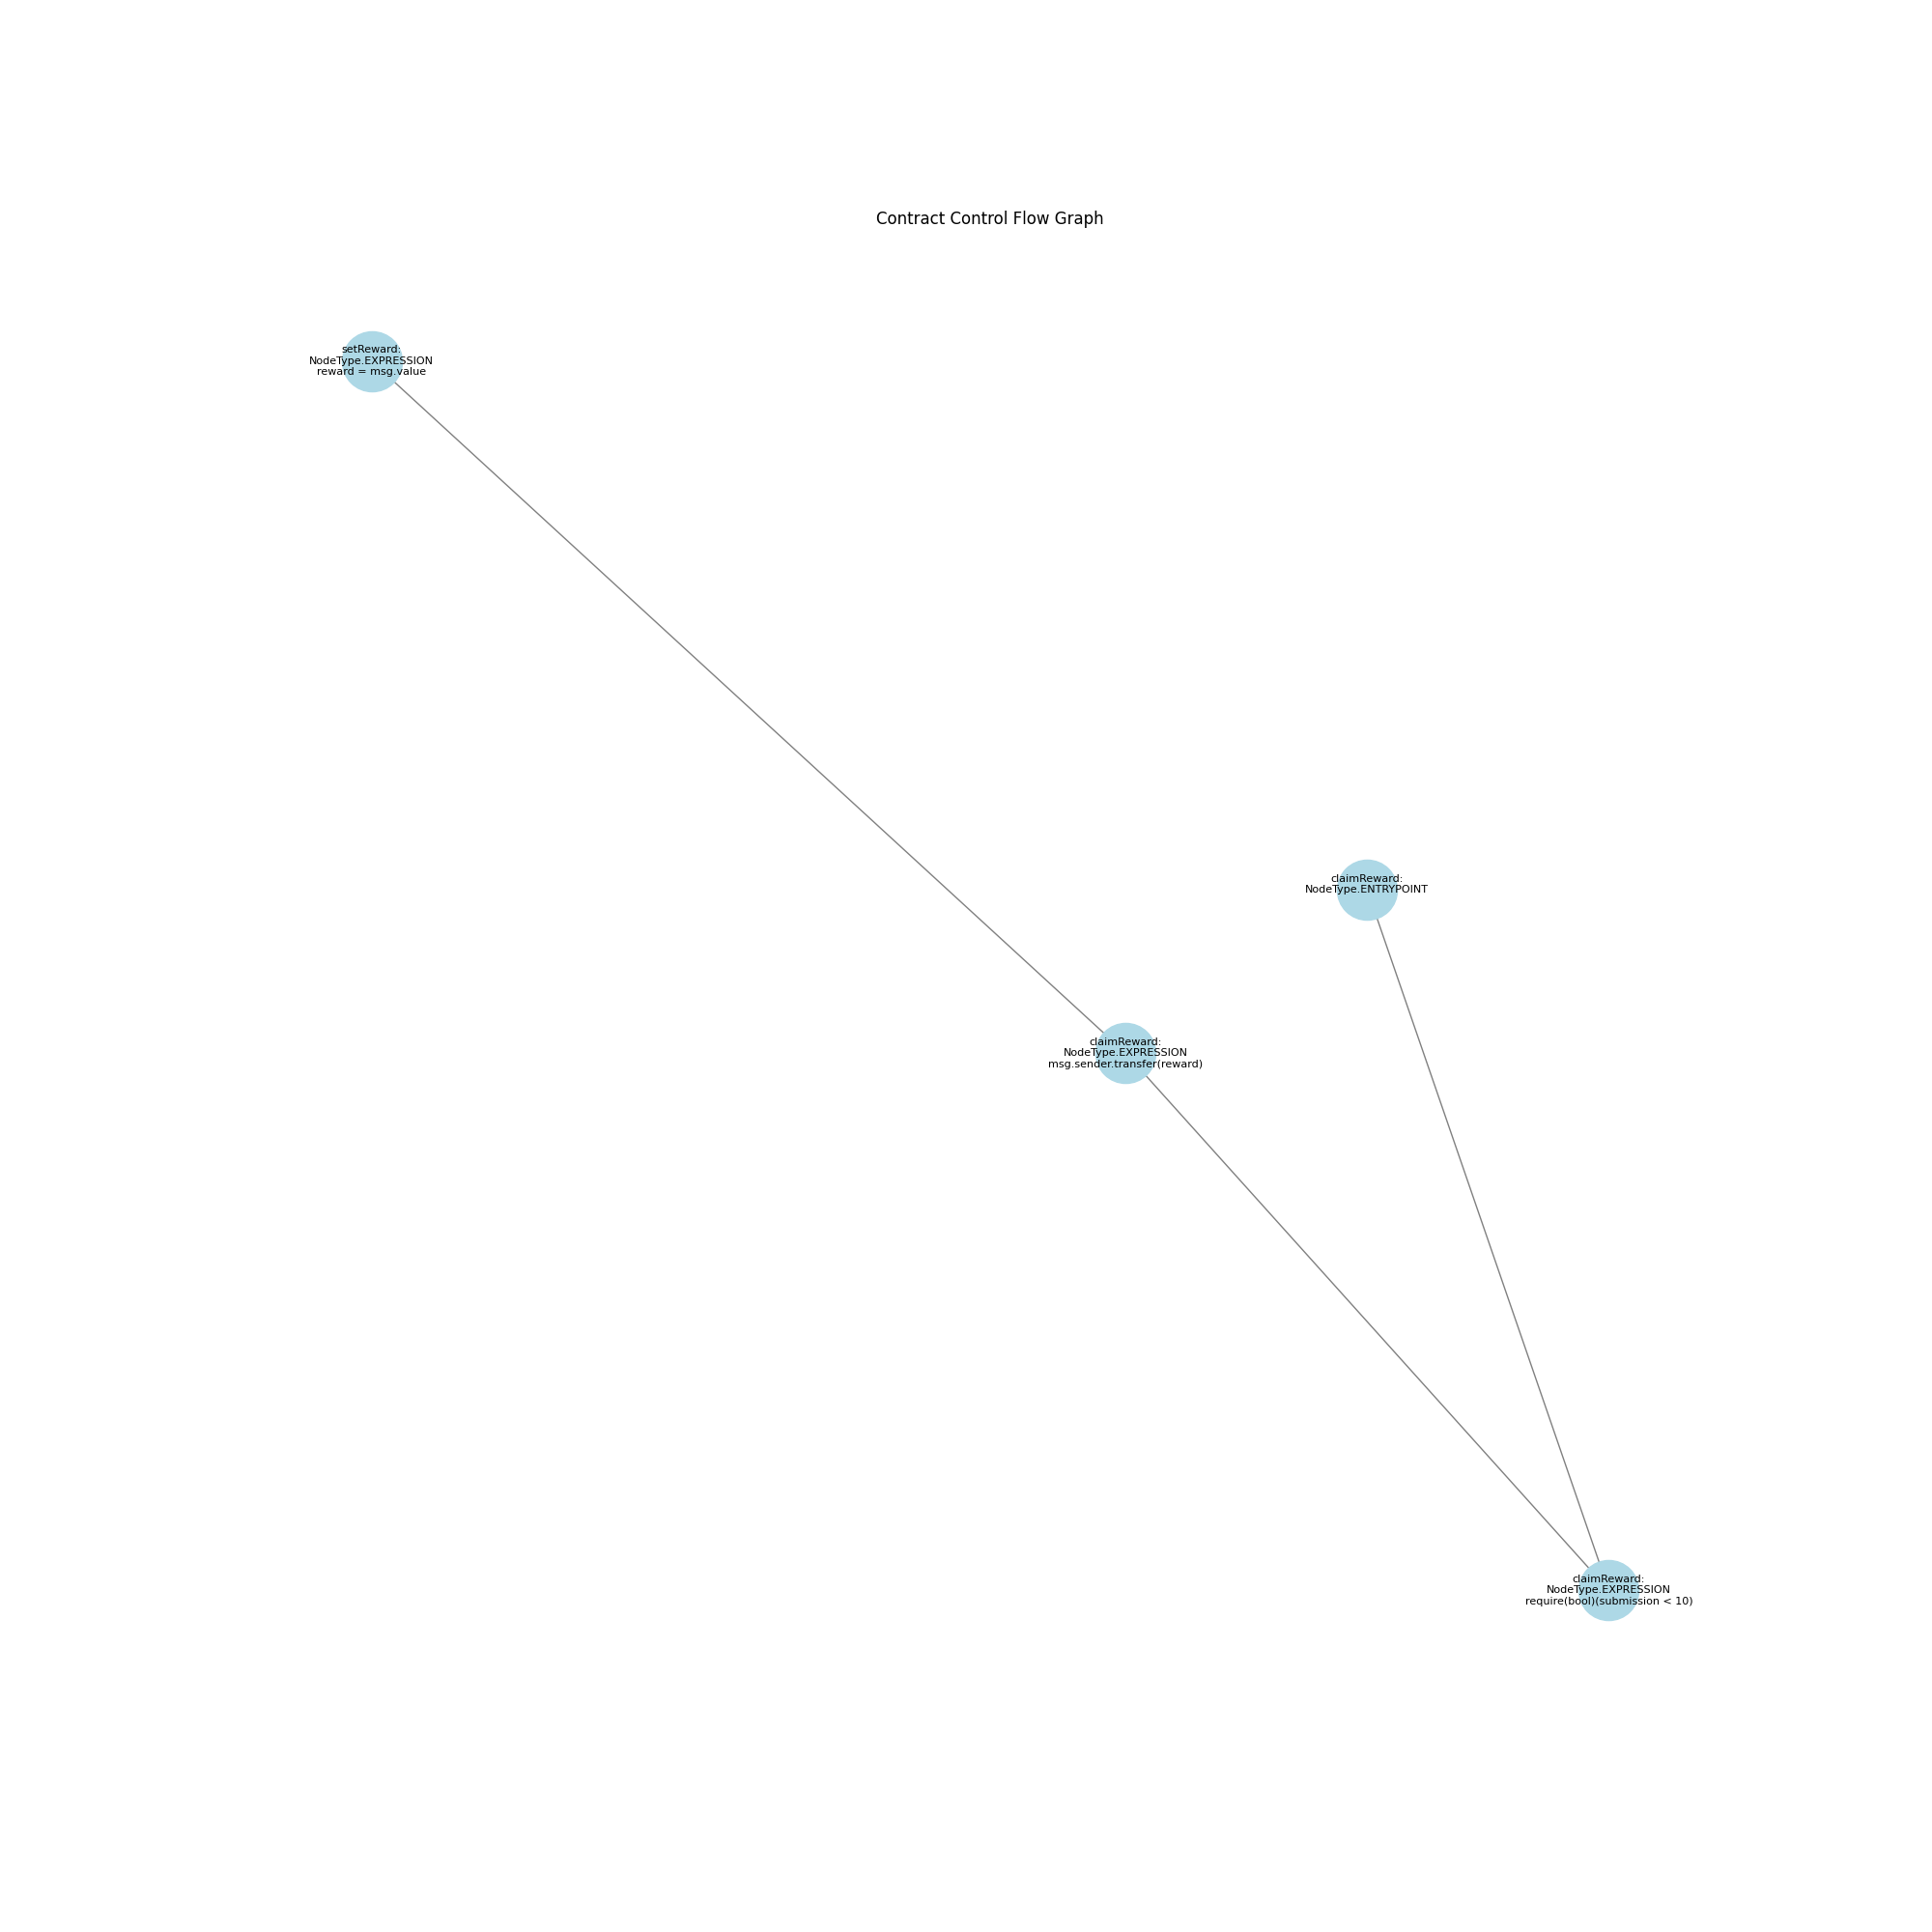 Contract Control Flow Graph
setReward:
NodeType.EXPRESSION
reward = msg.value
claimReward:
NodeType.ENTRYPOINT
claimReward:
NodeType.EXPRESSION
msg.sender.transfer(reward)
claimReward:
NodeType.EXPRESSION
require(bool)(submission < 10)